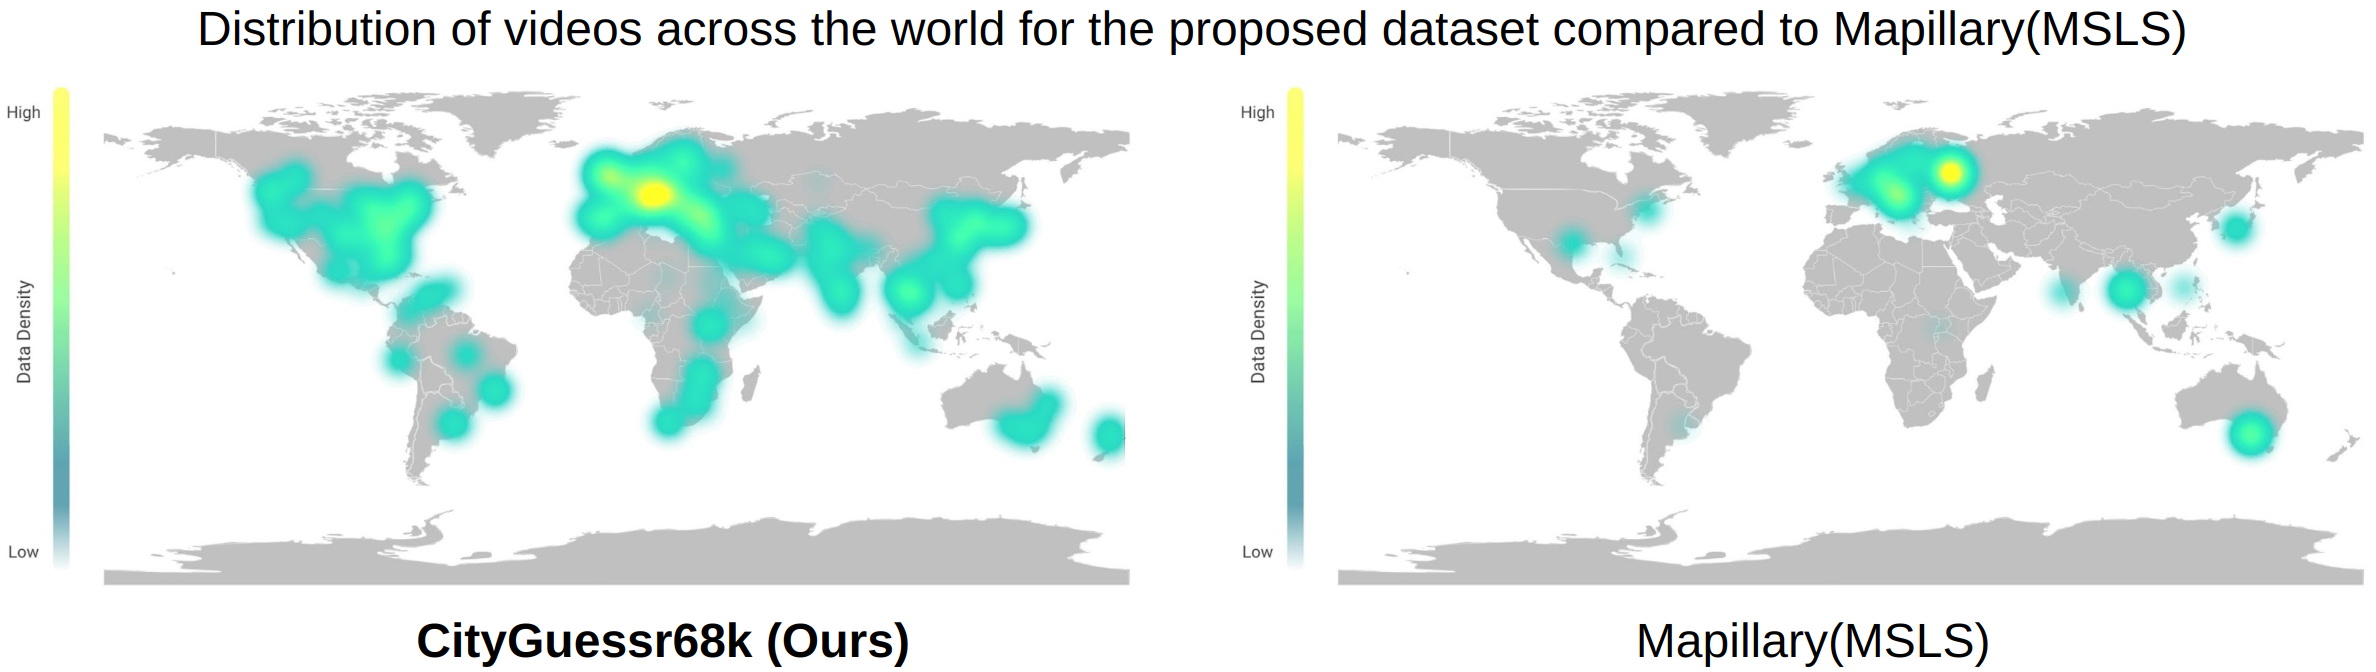 Distribution of videos across the world for the proposed dataset compared to Mapillary(MSLS)
High
Data Density
Low
CityGuessr68k (Ours)
High
Data Density
Low
Mapillary(MSLS)